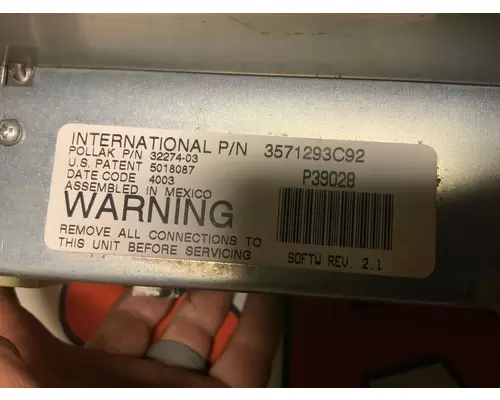 INTERNATIONAL P/N 3571293C92
POLLAK P/N 32274-03
U.S. PATENT 5018087
DATE CODE 4003
ASSEMBLED IN MEXICO
WARNING
REMOVE ALL CONNECTIONS TO
THIS UNIT BEFORE SERVICING
P39028
SOFTW REV. 2.1